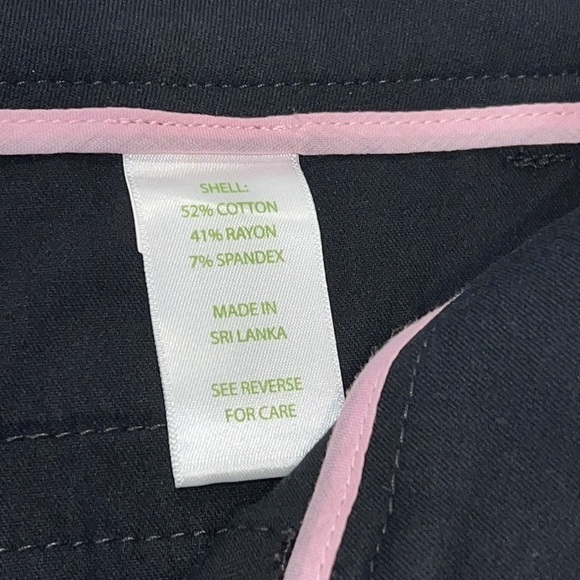 SHELL:
52% COTTON
41% RAYON
7% SPANDEX
MADE IN
SRI LANKA
SEE REVERSE
FOR CARE